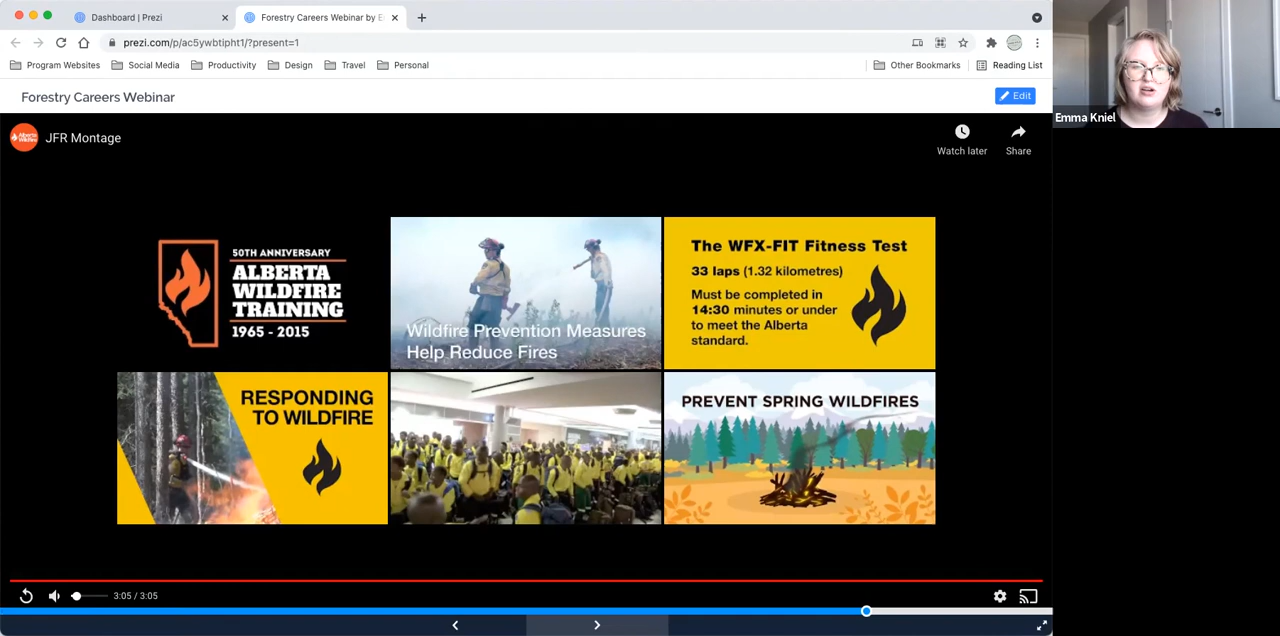 Dashboard | Prezi
Forestry Careers Webinar by E
prezi.com/p/ac5ywbtipht1/?present=1
Program Websites
Social Media
Productivity
Design
Travel
Personal
Other Bookmarks
Reading List
Forestry Careers Webinar
Edit
Emma Kniel
Alberta
Wildfire
JFR Montage
Watch later
Share
50TH ANNIVERSARY
ALBERTA
WILDFIRE
TRAINING
1965 - 2015
Wildfire Prevention Measures
Help Reduce Fires
The WFX-FIT Fitness Test
33 laps (1.32 kilometres)
Must be completed in
14:30 minutes or under
to meet the Alberta
standard.
RESPONDING
TO WILDFIRE
PREVENT SPRING WILDFIRES
3:05 / 3:05